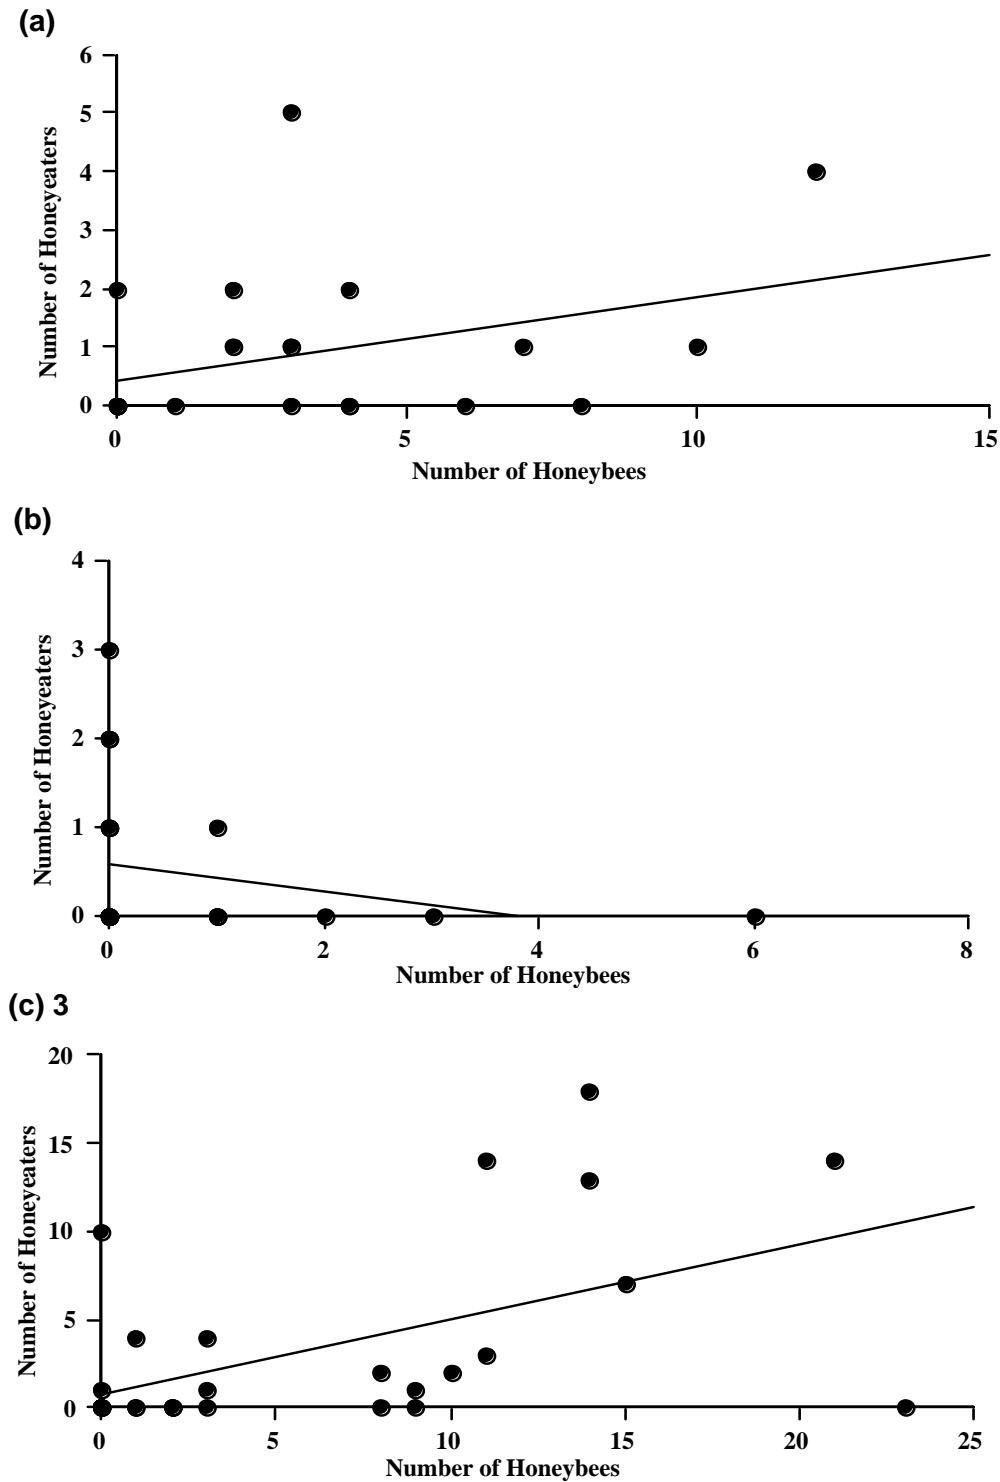 (a)
6
5
4
3
2
1
0
Number of Honeyeaters
0 5 10 15
Number of Honeybees
(b)
4
3
2
1
0
Number of Honeyeaters
0 2 4 6 8
Number of Honeybees
(c) 3
20
15
10
5
0
Number of Honeyeaters
0 5 10 15 20 25
Number of Honeybees